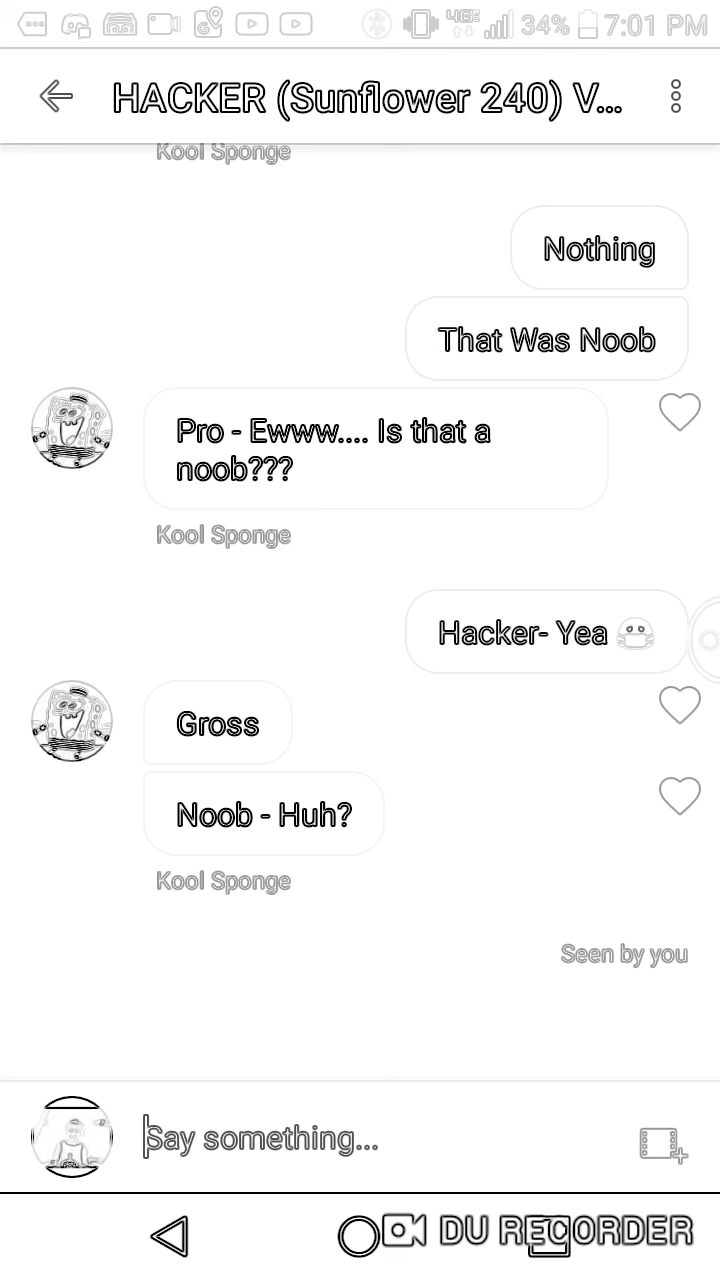 34% 7:01 PM
HACKER (Sunflower 240) V...
Kool Sponge
Nothing
That Was Noob
Pro - Ewww.... Is that a
noob???
Kool Sponge
Hacker- Yea 😷
Gross
Noob - Huh?
Kool Sponge
Seen by you
Say something...
DU RECORDER